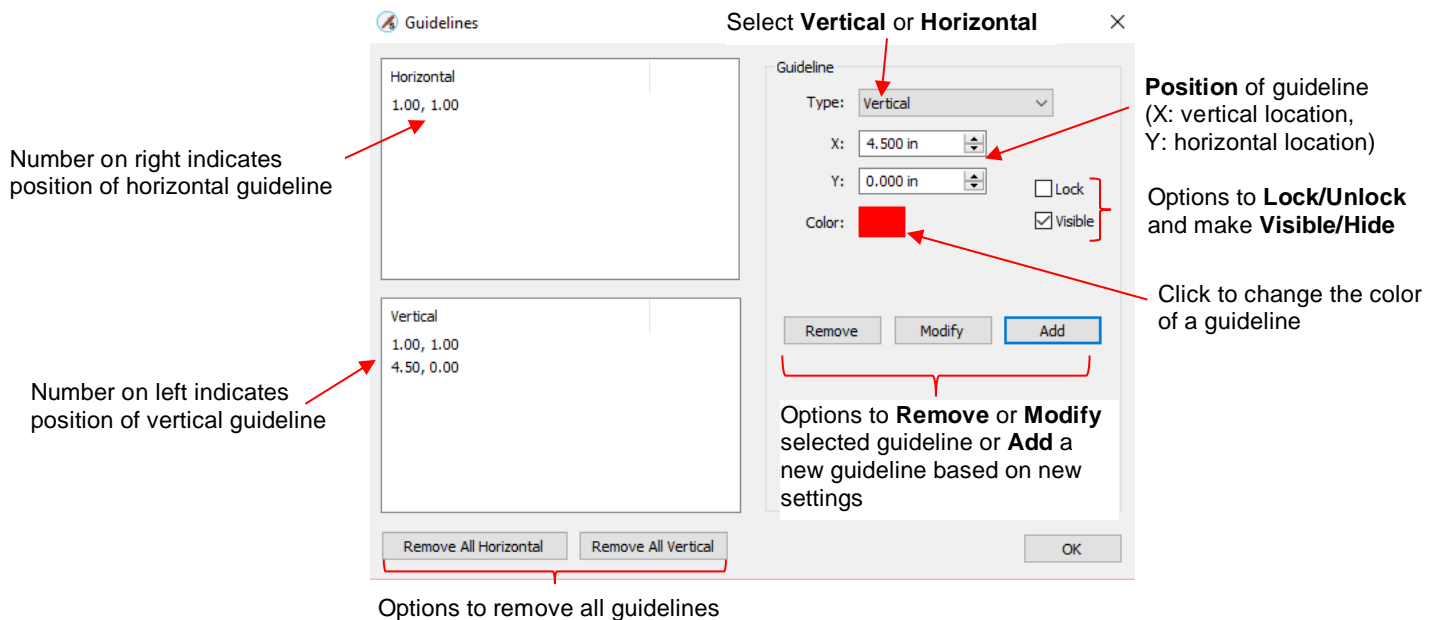 Guidelines
Select Vertical or Horizontal
Horizontal
1.00, 1.00
Number on right indicates
position of horizontal guideline
Guideline
Type: Vertical
X: 4.500 in
Y: 0.000 in
Color:
Lock
Visible
Position of guideline
(X: vertical location,
Y: horizontal location)
Options to Lock/Unlock
and make Visible/Hide
Click to change the color
of a guideline
Vertical
1.00, 1.00
4.50, 0.00
Number on left indicates
position of vertical guideline
Remove Modify Add
Options to Remove or Modify
selected guideline or Add a
new guideline based on new
settings
Remove All Horizontal Remove All Vertical
OK
Options to remove all guidelines